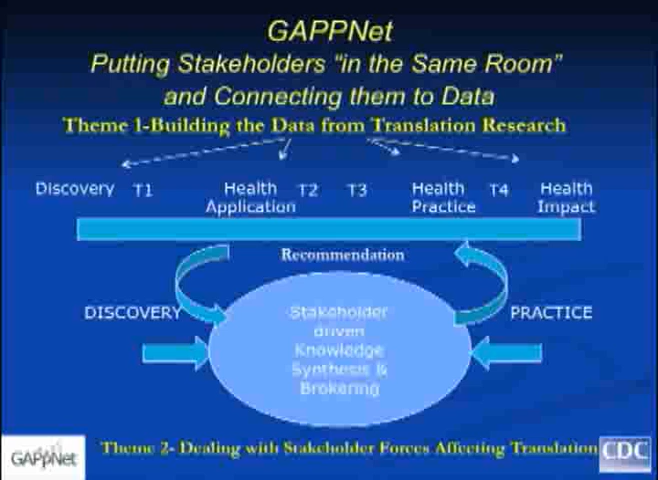 GAPPNet
Putting Stakeholders "in the Same Room"
and Connecting them to Data
Theme 1-Building the Data from Translation Research
Discovery T1 Health Application T2 T3 Health Practice T4 Health Impact
Recommendation
DISCOVERY
PRACTICE
Stakeholder
driven
Knowledge
Synthesis &
Brokering
Theme 2- Dealing with Stakeholder Forces Affecting Translation
GAPPNet
CDC